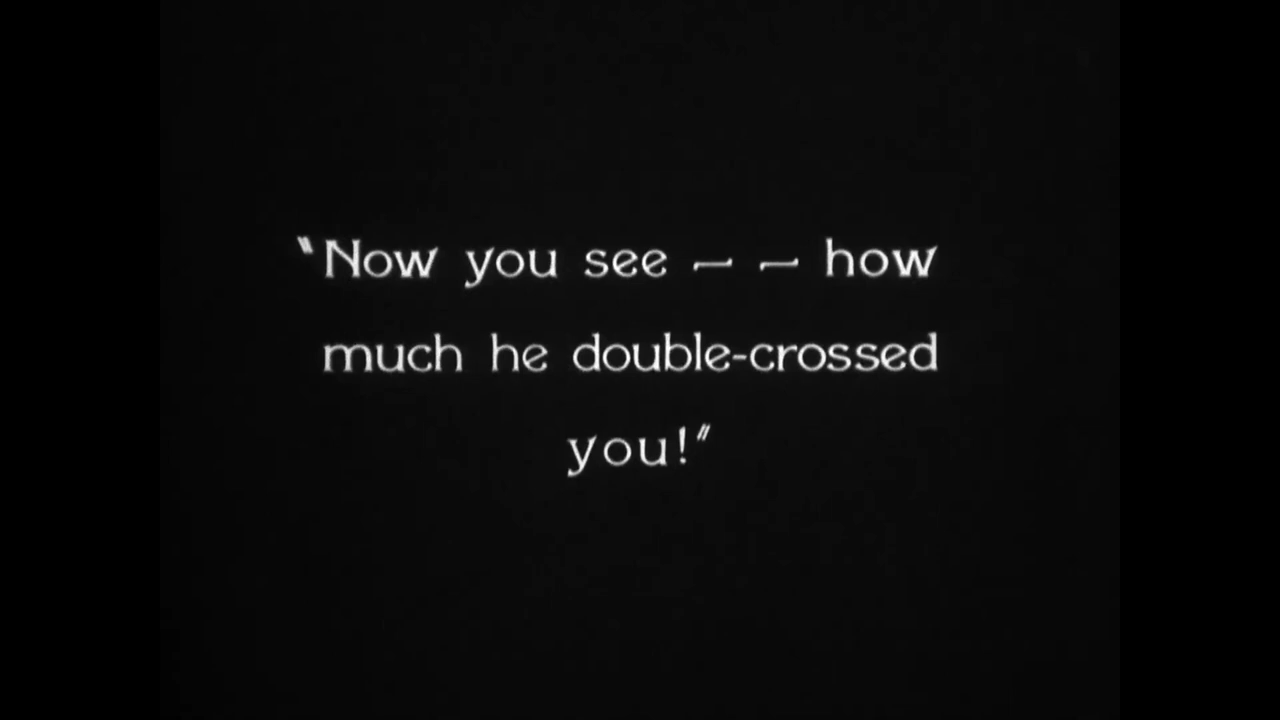 "Now you see — — how
much he double-crossed
you!"